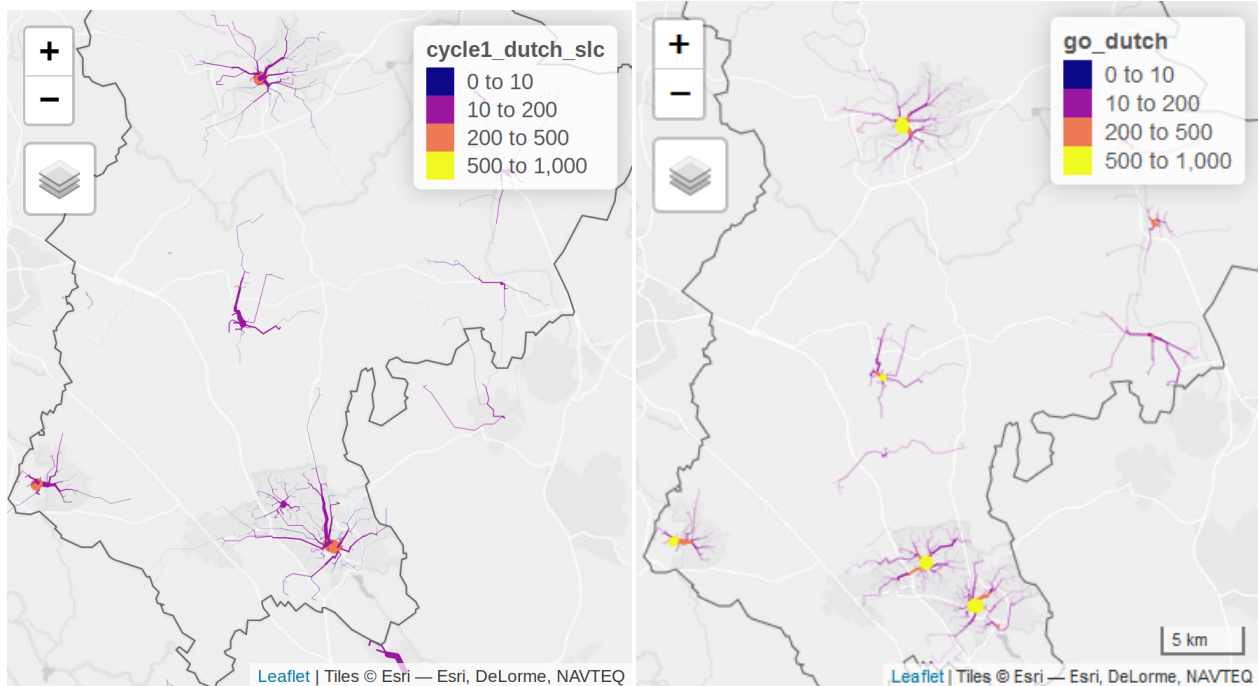 +
−
cycle1_dutch_slc
0 to 10
10 to 200
200 to 500
500 to 1,000
Leaflet | Tiles © Esri — Esri, DeLorme, NAVTEQ
+
−
go_dutch
0 to 10
10 to 200
200 to 500
500 to 1,000
5 km
Leaflet | Tiles © Esri — Esri, DeLorme, NAVTEQ